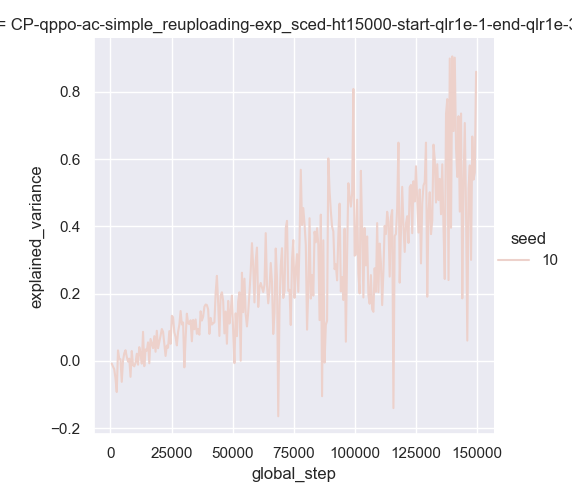 = CP-qppo-ac-simple_reuploading-exp_sced-ht15000-start-qlr1e-1-end-qlr1e-3
0.8
0.6
0.4
0.2
0.0
−0.2
explained_variance
0 25000 50000 75000 100000 125000 150000
global_step
seed
10